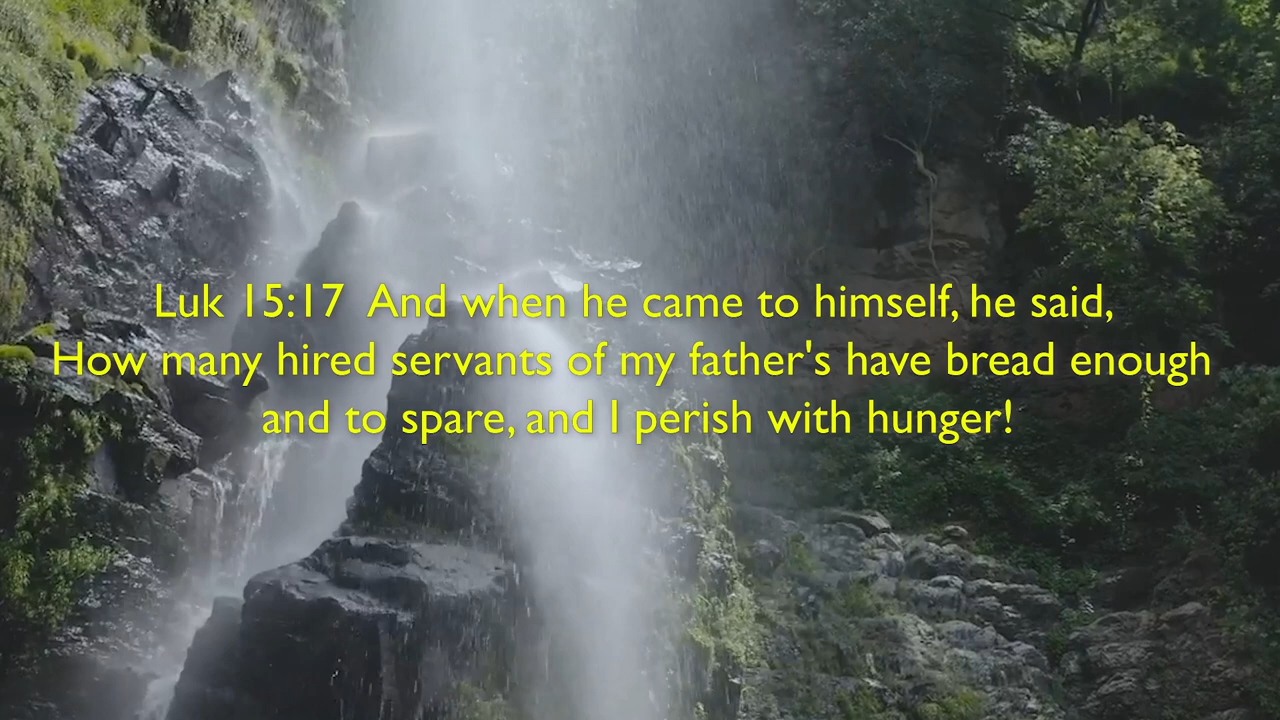 Luk 15:17  And when he came to himself, he said,
How many hired servants of my father's have bread enough
and to spare, and I perish with hunger!